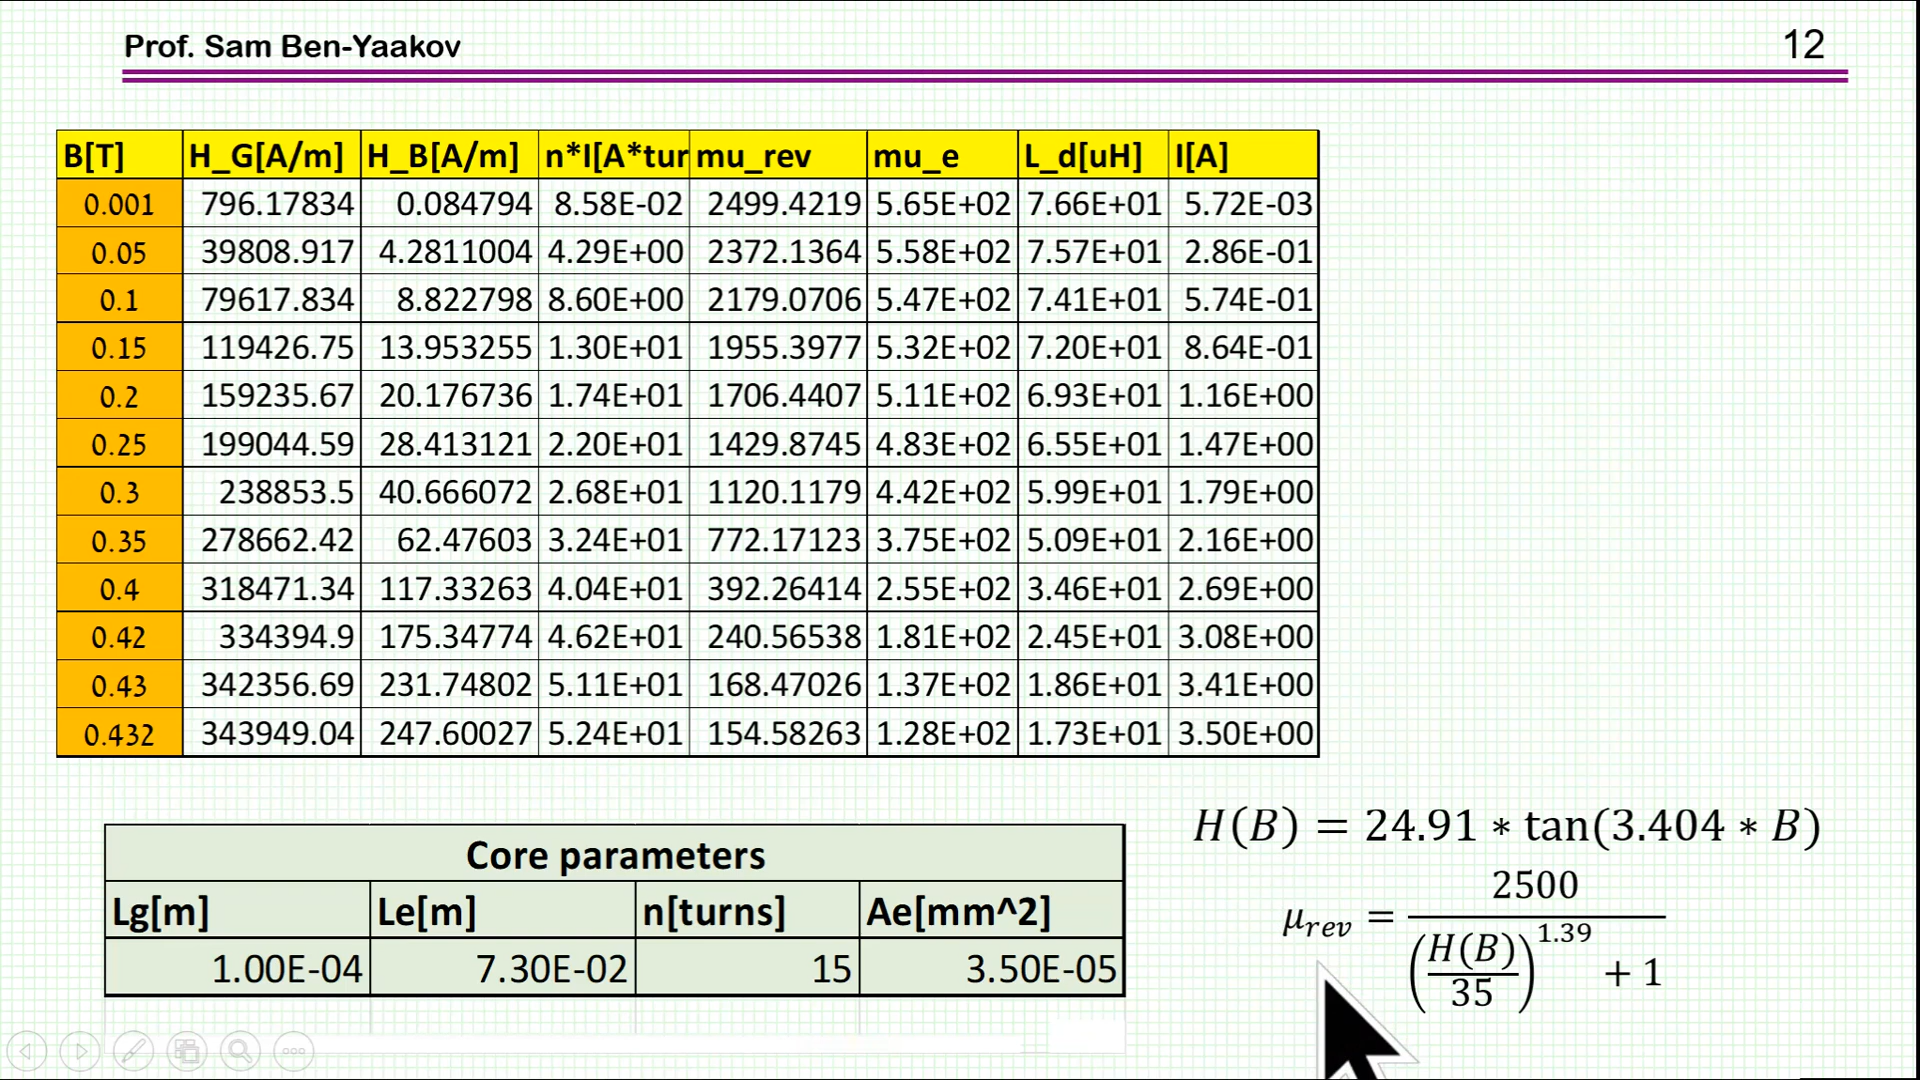 Prof. Sam Ben-Yaakov 12
B[T] H_G[A/m] H_B[A/m] n*I[A*tur mu_rev mu_e L_d[uH] I[A]
0.001 796.17834 0.084794 8.58E-02 2499.4219 5.65E+02 7.66E+01 5.72E-03
0.05 39808.917 4.2811004 4.29E+00 2372.1364 5.58E+02 7.57E+01 2.86E-01
0.1 79617.834 8.822798 8.60E+00 2179.0706 5.47E+02 7.41E+01 5.74E-01
0.15 119426.75 13.953255 1.30E+01 1955.3977 5.32E+02 7.20E+01 8.64E-01
0.2 159235.67 20.176736 1.74E+01 1706.4407 5.11E+02 6.93E+01 1.16E+00
0.25 199044.59 28.413121 2.20E+01 1429.8745 4.83E+02 6.55E+01 1.47E+00
0.3 238853.5 40.666072 2.68E+01 1120.1179 4.42E+02 5.99E+01 1.79E+00
0.35 278662.42 62.47603 3.24E+01 772.17123 3.75E+02 5.09E+01 2.16E+00
0.4 318471.34 117.33263 4.04E+01 392.26414 2.55E+02 3.46E+01 2.69E+00
0.42 334394.9 175.34774 4.62E+01 240.56538 1.81E+02 2.45E+01 3.08E+00
0.43 342356.69 231.74802 5.11E+01 168.47026 1.37E+02 1.86E+01 3.41E+00
0.432 343949.04 247.60027 5.24E+01 154.58263 1.28E+02 1.73E+01 3.50E+00
Core parameters
Lg[m] Le[m] n[turns] Ae[mm^2]
1.00E-04 7.30E-02 15 3.50E-05
H(B) = 24.91 ∗ tan(3.404 ∗ B)
2500
μrev =
(H(B)/35)^1.39 + 1